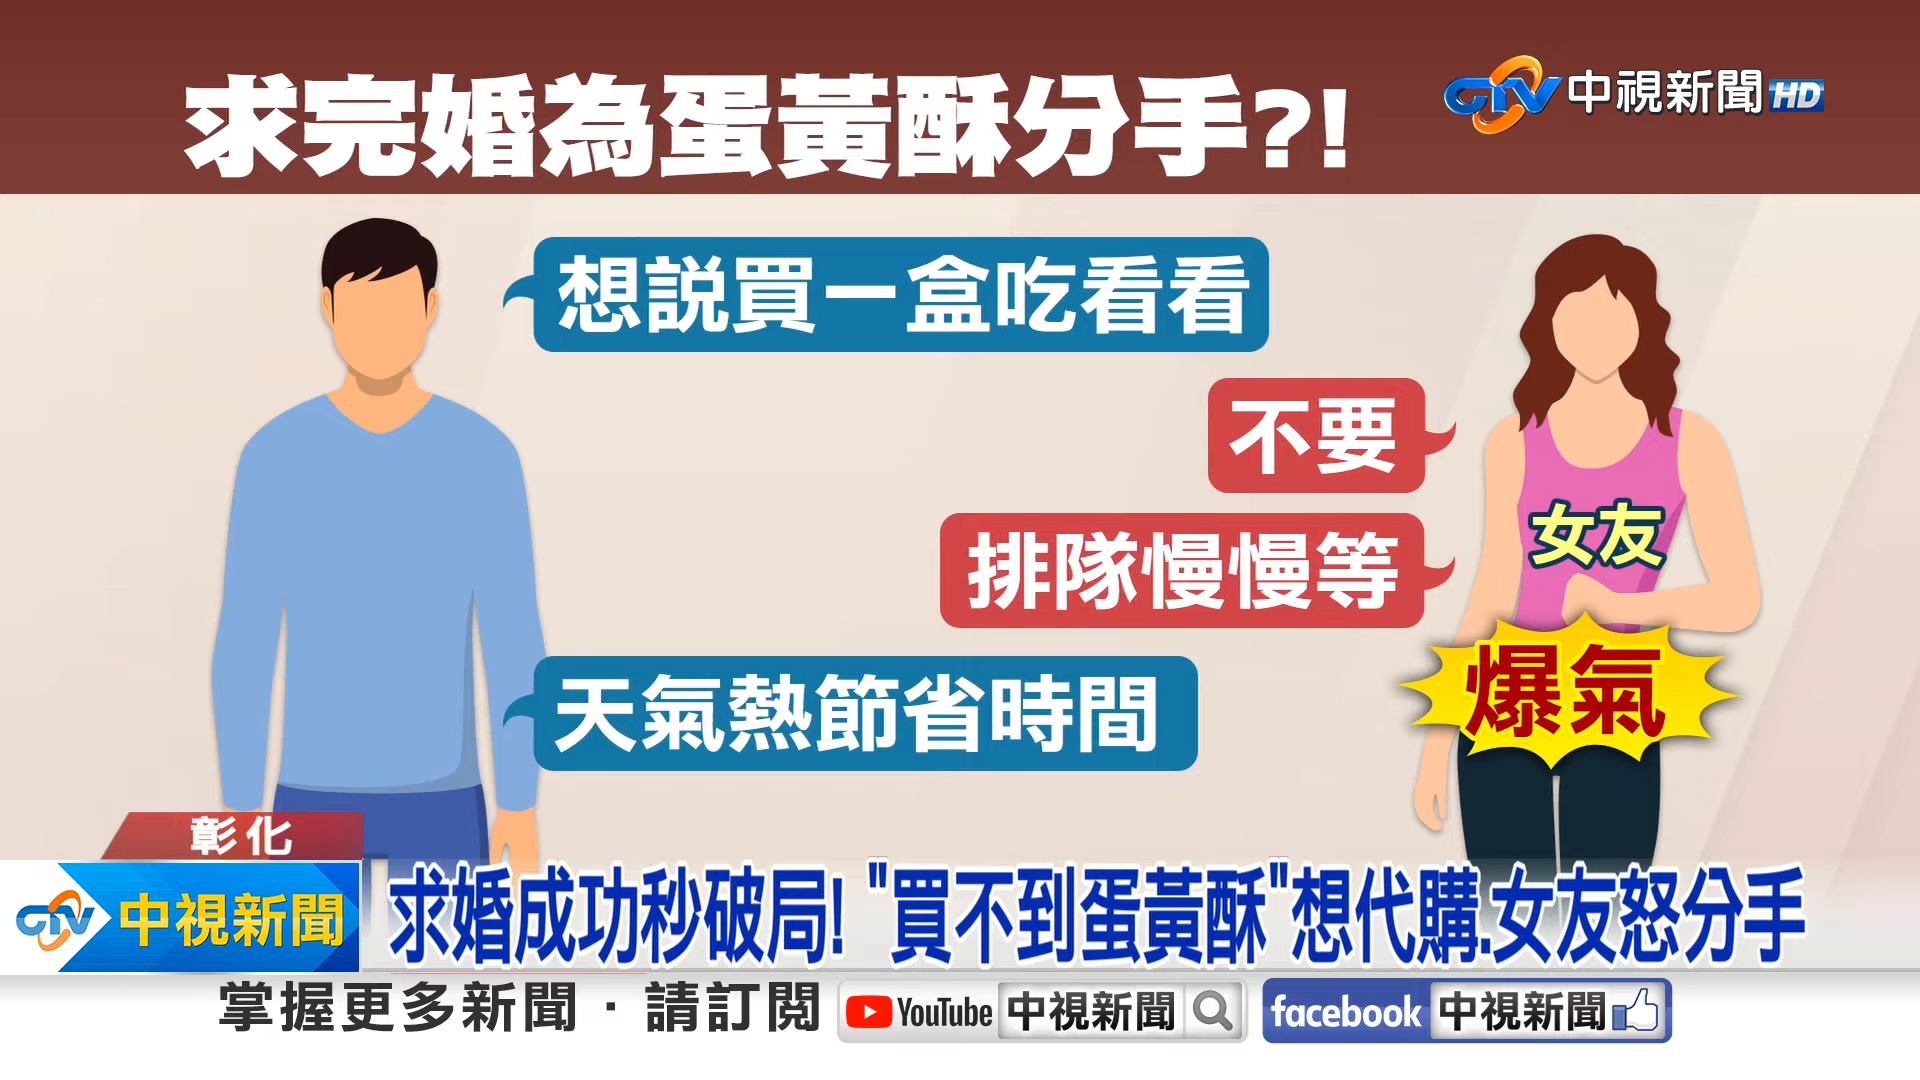 求完婚為蛋黃酥分手?!
CTV 中視新聞 HD
想說買一盒吃看看
不要
排隊慢慢等
女友
爆氣
天氣熱節省時間
彰化
CTV 中視新聞
求婚成功秒破局! "買不到蛋黃酥"想代購.女友怒分手
掌握更多新聞・請訂閱 YouTube 中視新聞 facebook 中視新聞